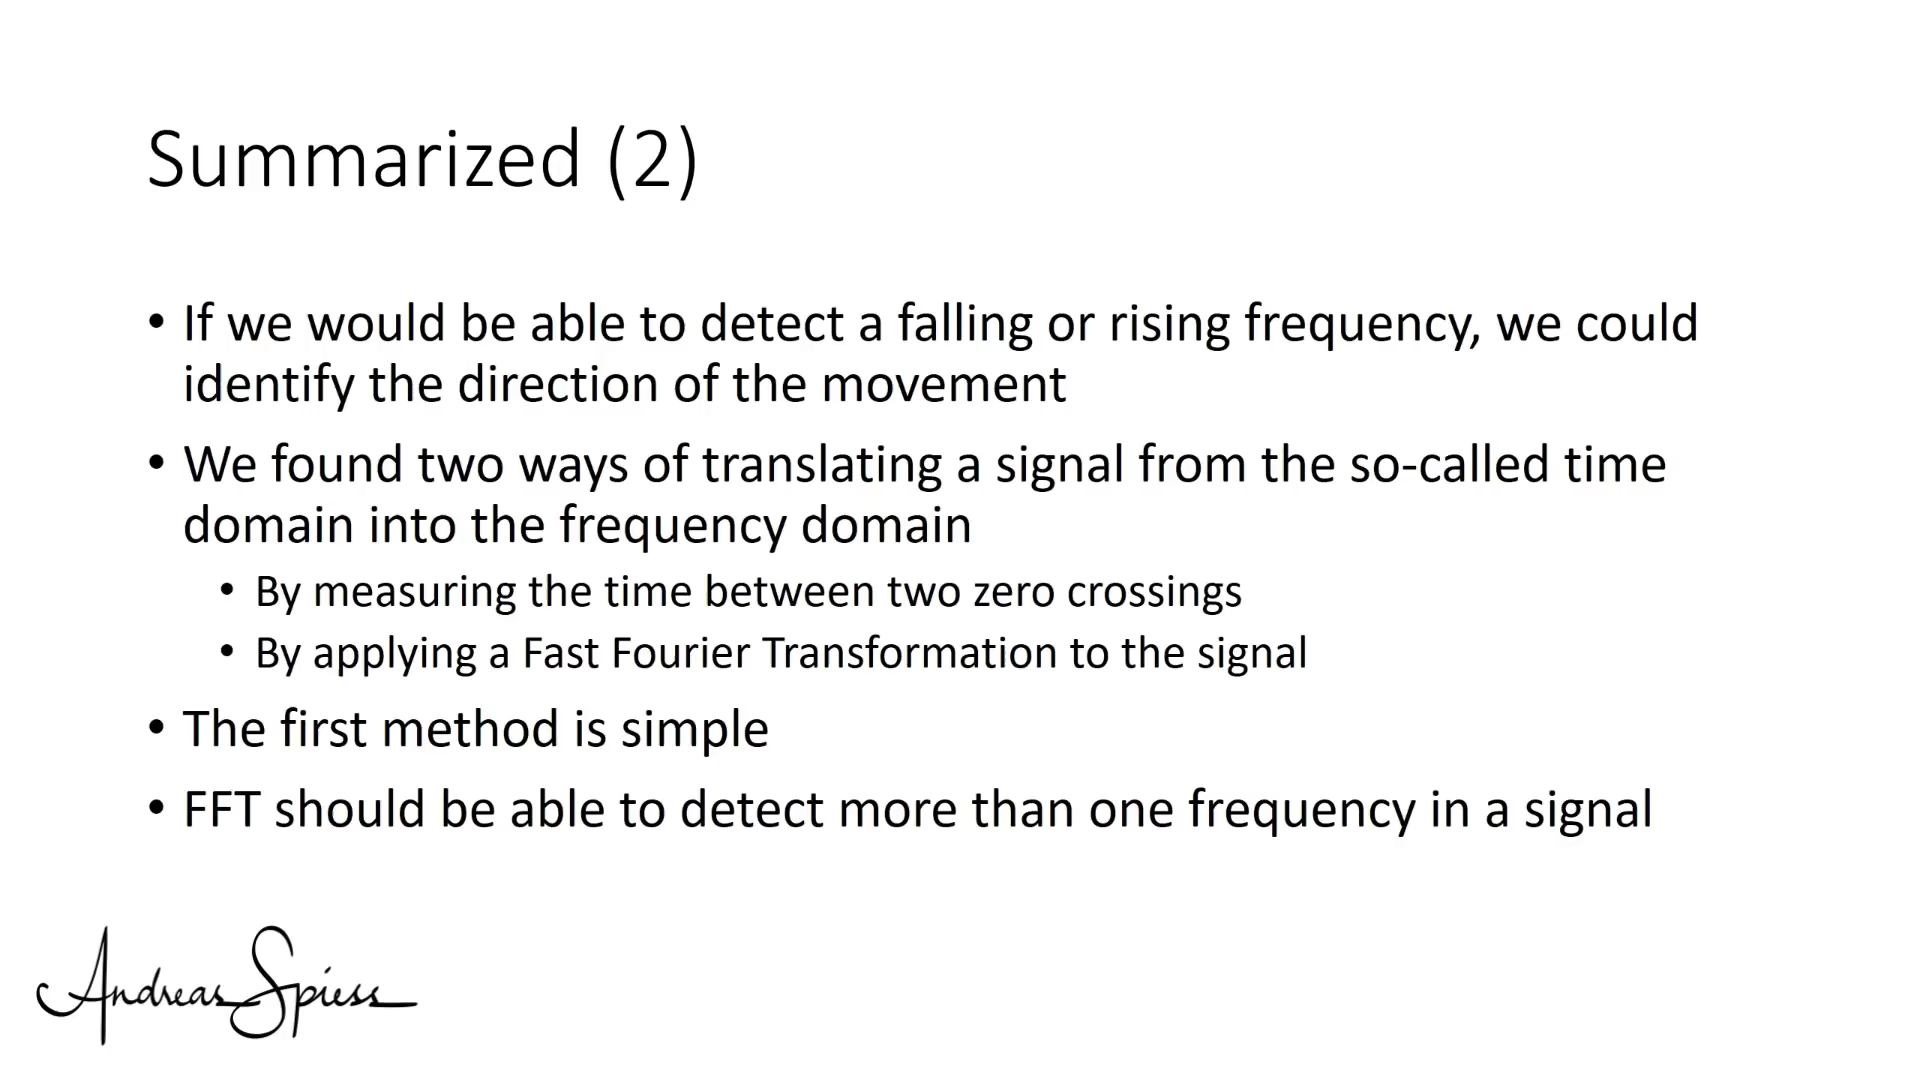 Summarized (2)
• If we would be able to detect a falling or rising frequency, we could
identify the direction of the movement
• We found two ways of translating a signal from the so-called time
domain into the frequency domain
• By measuring the time between two zero crossings
• By applying a Fast Fourier Transformation to the signal
• The first method is simple
• FFT should be able to detect more than one frequency in a signal
Andreas Spiess